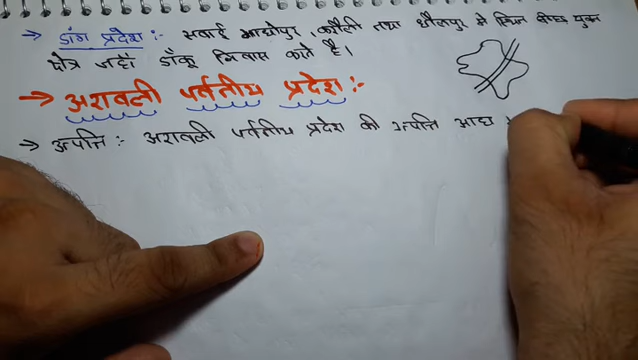 → डांग प्रदेश :- सवाई माधोपुर, करौली तथा धौलपुर में स्थित बीहड़ युक्त
क्षेत्र जहाँ डाँकू निवास करते है।
→ अरावली पर्वतीय प्रदेश :-
→ उत्पत्ति :- अरावली पर्वतीय प्रदेश की उत्पत्ति आद्य